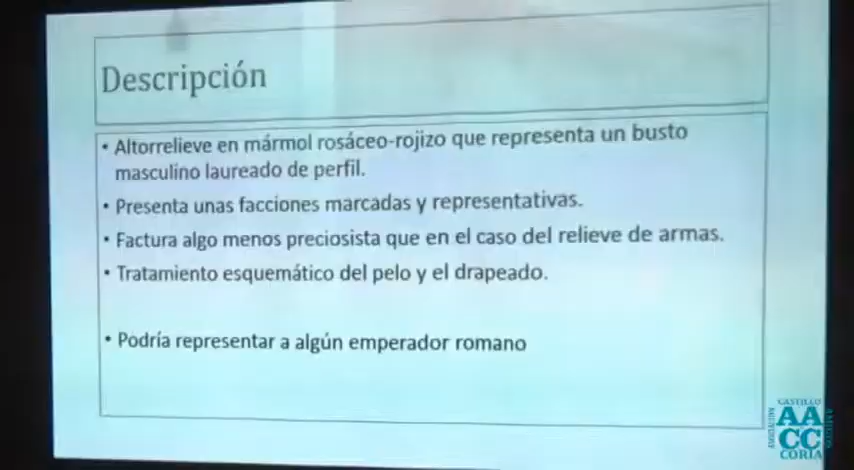 Descripción
• Altorrelieve en mármol rosáceo-rojizo que representa un busto
masculino laureado de perfil.
• Presenta unas facciones marcadas y representativas.
• Factura algo menos preciosista que en el caso del relieve de armas.
• Tratamiento esquemático del pelo y el drapeado.
• Podría representar a algún emperador romano
CASTILLO
AA
CC
CORIA